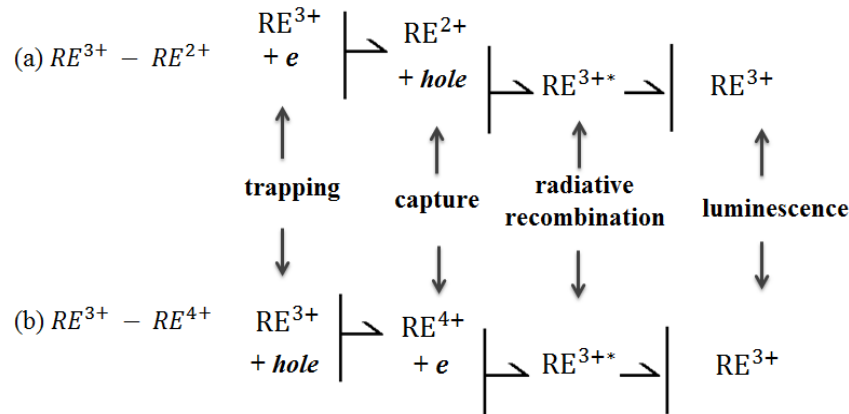 (a) RE³⁺ − RE²⁺ RE³⁺ RE²⁺
+ e + hole RE³⁺* RE³⁺
trapping capture radiative recombination luminescence
(b) RE³⁺ − RE⁴⁺ RE³⁺ RE⁴⁺
+ hole + e RE³⁺* RE³⁺